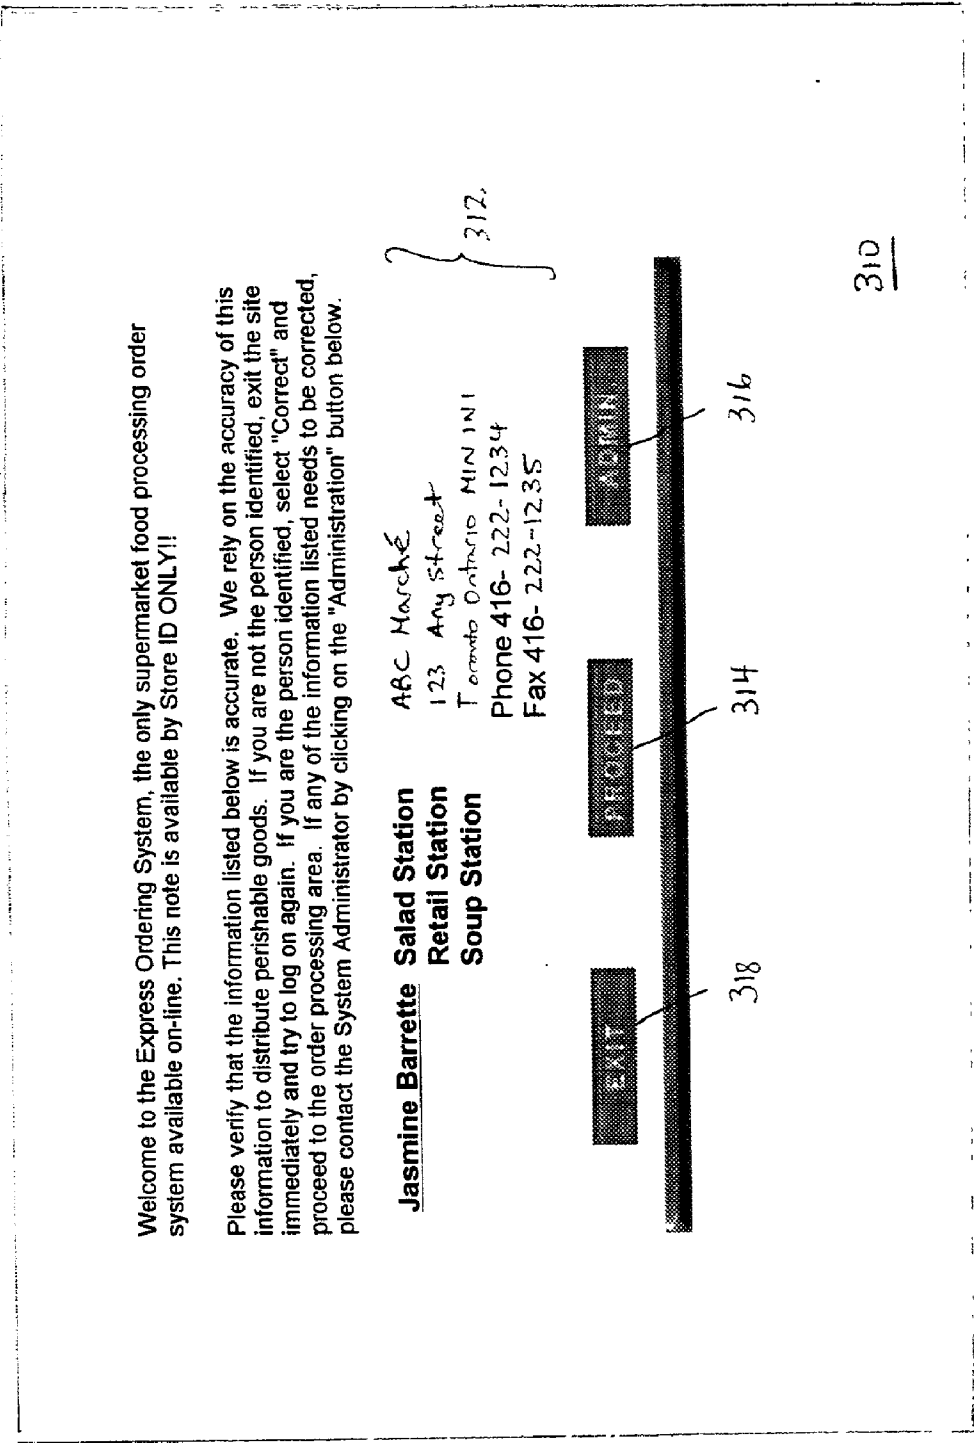 Welcome to the Express Ordering System, the only supermarket food processing order
system available on-line. This note is available by Store ID ONLY!!
Please verify that the information listed below is accurate. We rely on the accuracy of this
information to distribute perishable goods. If you are not the person identified, exit the site
immediately and try to log on again. If you are the person identified, select "Correct" and
proceed to the order processing area. If any of the information listed needs to be corrected,
please contact the System Administrator by clicking on the "Administration" button below.
Jasmine Barrette Salad Station ABC Marché
Retail Station 123 Any Street
Soup Station Toronto Ontario M1N 1N1
Phone 416- 222-1234
Fax 416- 222-1235
312.
EXIT PROCEED ADMIN
318 314 316
310